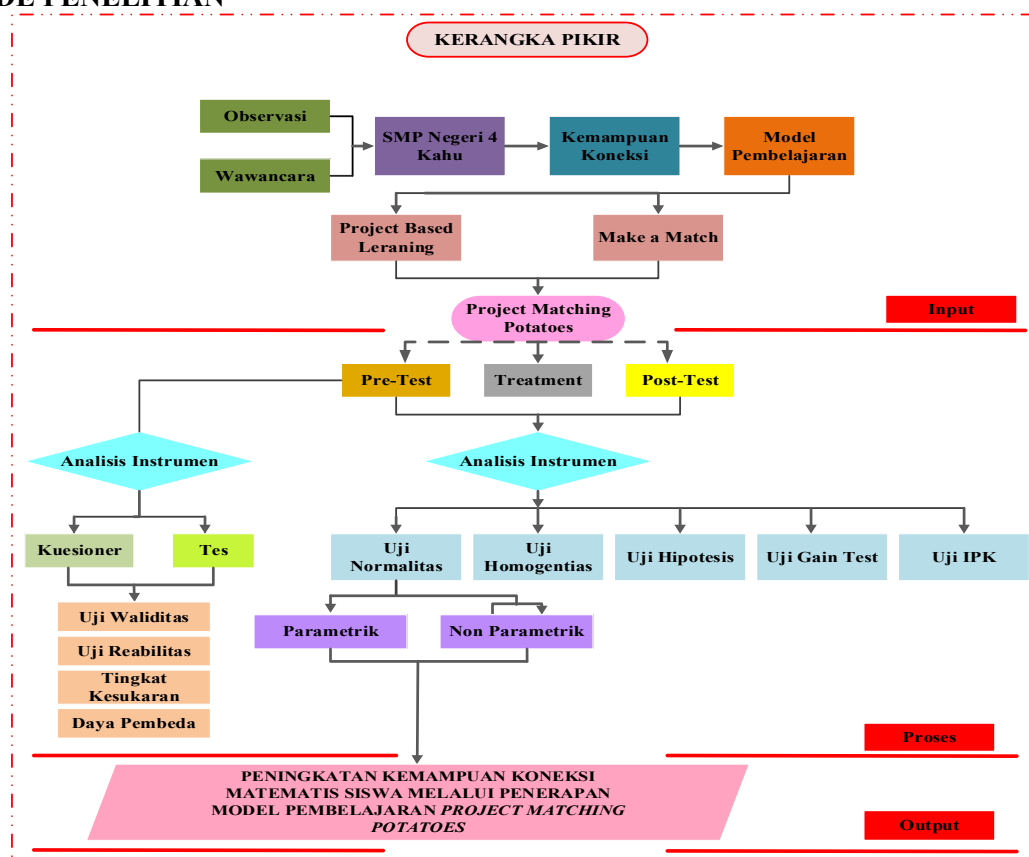 DE PENELITIAN
KERANGKA PIKIR
Observasi
Wawancara
SMP Negeri 4
Kahu
Kemampuan
Koneksi
Model
Pembelajaran
Project Based
Leraning
Make a Match
Project Matching
Potatoes
Input
Pre-Test
Treatment
Post-Test
Analisis Instrumen
Analisis Instrumen
Kuesioner
Tes
Uji
Normalitas
Uji
Homogentias
Uji Hipotesis
Uji Gain Test
Uji IPK
Uji Waliditas
Uji Reabilitas
Tingkat
Kesukaran
Daya Pembeda
Parametrik
Non Parametrik
Proses
PENINGKATAN KEMAMPUAN KONEKSI
MATEMATIS SISWA MELALUI PENERAPAN
MODEL PEMBELAJARAN PROJECT MATCHING
POTATOES
Output